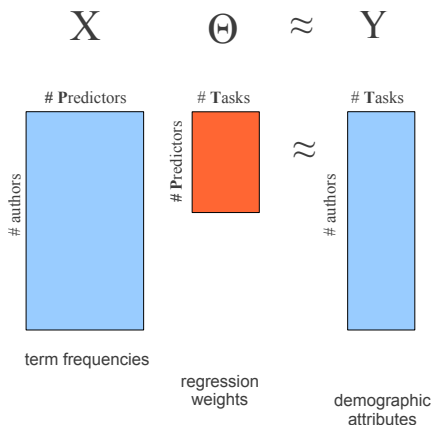 X Θ ≈ Y
# Predictors
# Tasks
# Tasks
# authors
# Predictors
≈
# authors
term frequencies
regression
weights
demographic
attributes